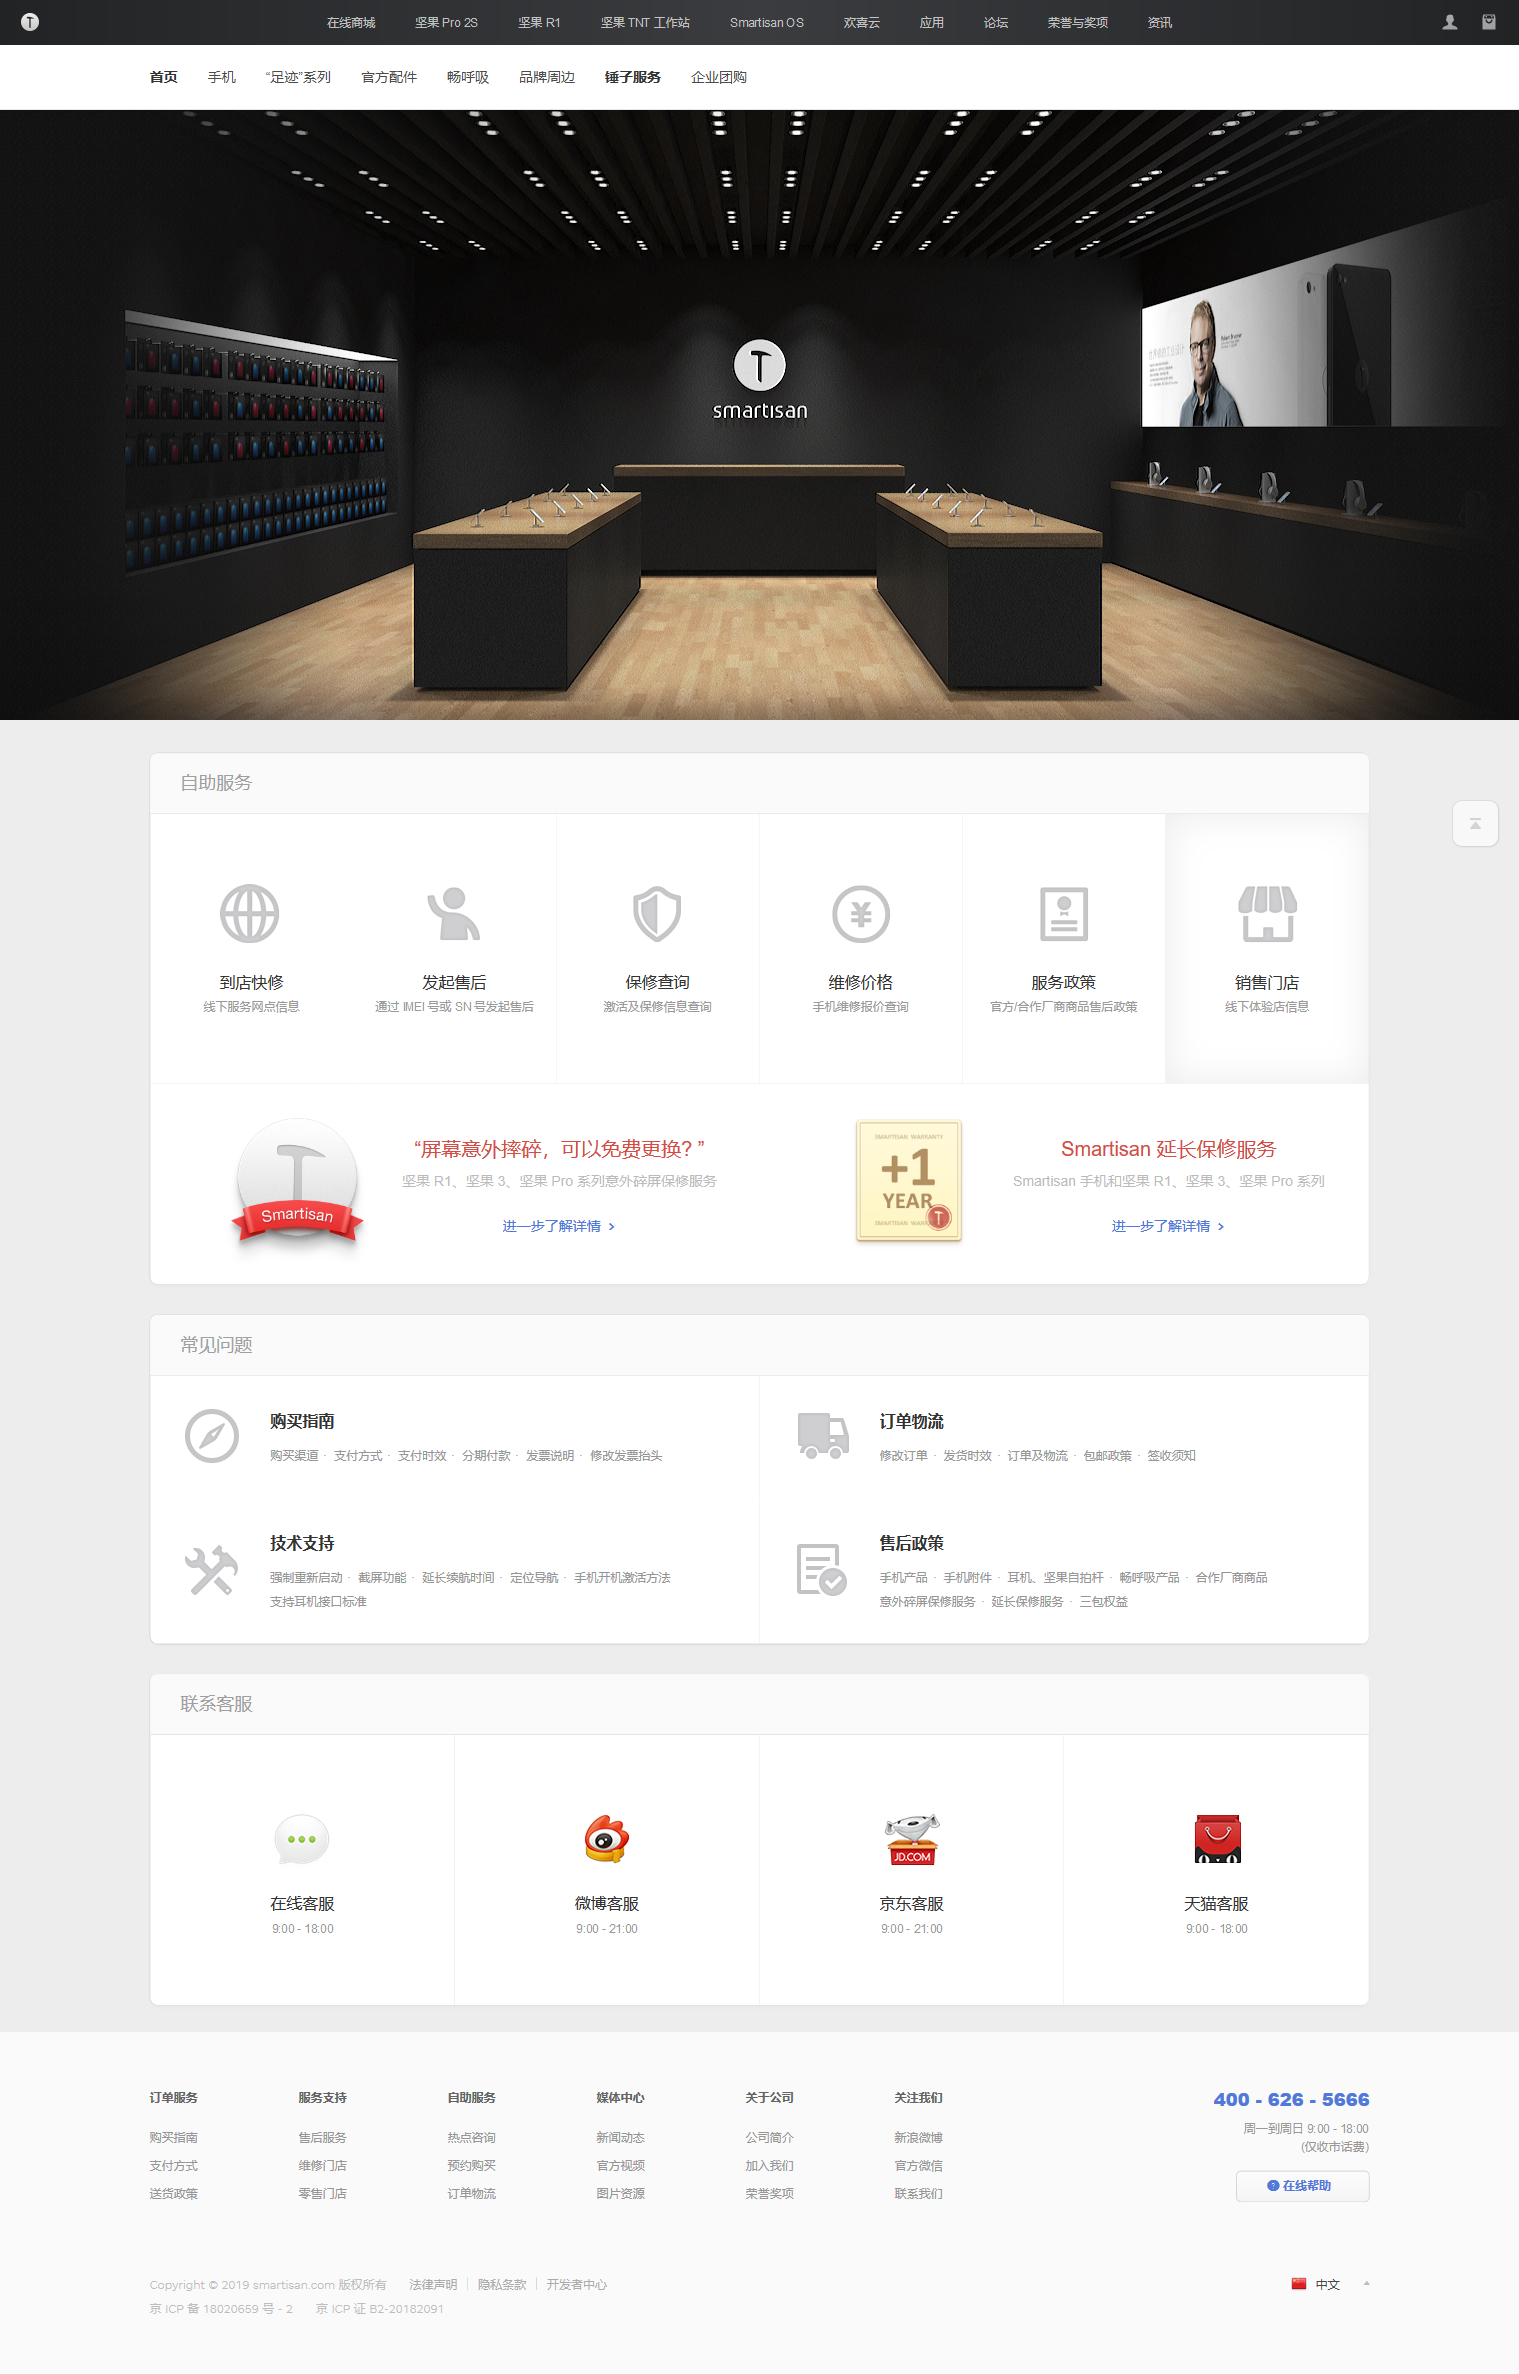 在线商城 坚果 Pro 2S 坚果 R1 坚果 TNT 工作站 Smartisan OS 欢喜云 应用 论坛 荣誉与奖项 资讯
首页 手机 “足迹”系列 官方配件 畅呼吸 品牌周边 锤子服务 企业团购
smartisan
自助服务
到店快修 发起售后 保修查询 维修价格 服务政策 销售门店
线下服务网点信息 通过 IMEI 号或 SN 号发起售后 激活及保修信息查询 手机维修报价查询 官方/合作厂商商品售后政策 线下体验店信息
Smartisan
“屏幕意外摔碎，可以免费更换？”
坚果 R1、坚果 3、坚果 Pro 系列意外碎屏保修服务
进一步了解详情
SMARTISAN WARRANTY
+1
YEAR
SMARTISAN WARRANTY
Smartisan 延长保修服务
Smartisan 手机和坚果 R1、坚果 3、坚果 Pro 系列
进一步了解详情
常见问题
购买指南
购买渠道 · 支付方式 · 支付时效 · 分期付款 · 发票说明 · 修改发票抬头
订单物流
修改订单 · 发货时效 · 订单及物流 · 包邮政策 · 签收须知
技术支持
强制重新启动 · 截屏功能 · 延长续航时间 · 定位导航 · 手机开机激活方法
支持耳机接口标准
售后政策
手机产品 · 手机附件 · 耳机、坚果自拍杆 · 畅呼吸产品 · 合作厂商商品
意外碎屏保修服务 · 延长保修服务 · 三包权益
联系客服
JD.COM
在线客服 微博客服 京东客服 天猫客服
9:00 - 18:00 9:00 - 21:00 9:00 - 21:00 9:00 - 18:00
订单服务 服务支持 自助服务 媒体中心 关于公司 关注我们
购买指南 售后服务 热点咨询 新闻动态 公司简介 新浪微博
支付方式 维修门店 预约购买 官方视频 加入我们 官方微信
送货政策 零售门店 订单物流 图片资源 荣誉奖项 联系我们
400 - 626 - 5666
周一到周日 9:00 - 18:00
(仅收市话费)
在线帮助
Copyright © 2019 smartisan.com 版权所有 法律声明 隐私条款 开发者中心
中文
京 ICP 备 18020659 号 - 2 京 ICP 证 B2-20182091